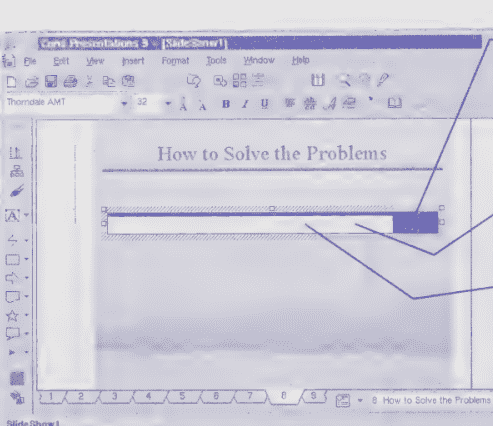 Corel Presentations 9 - [SlideShow1]
File Edit View Insert Format Tools Window Help
Thorndale AMT 32 A A B I U
How to Solve the Problems
A
1 2 3 4 5 6 7 8 9 8 How to Solve the Problems
SlideShow1